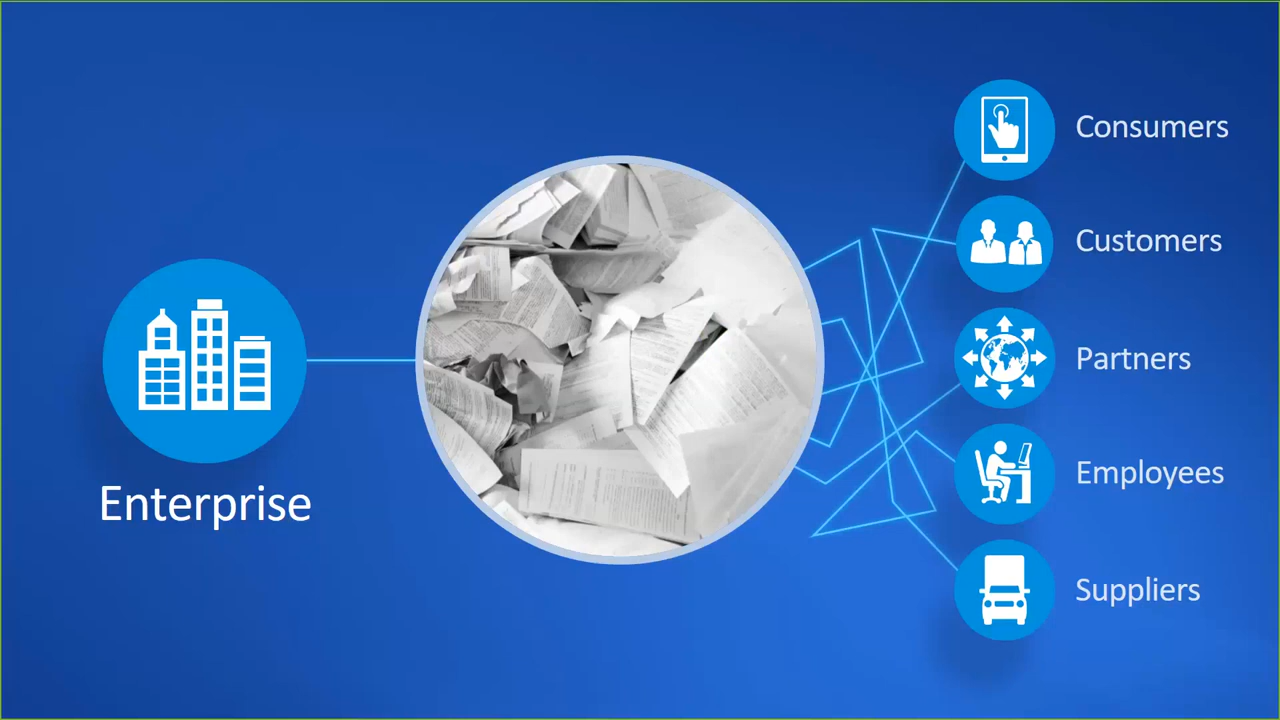 Enterprise
Consumers
Customers
Partners
Employees
Suppliers